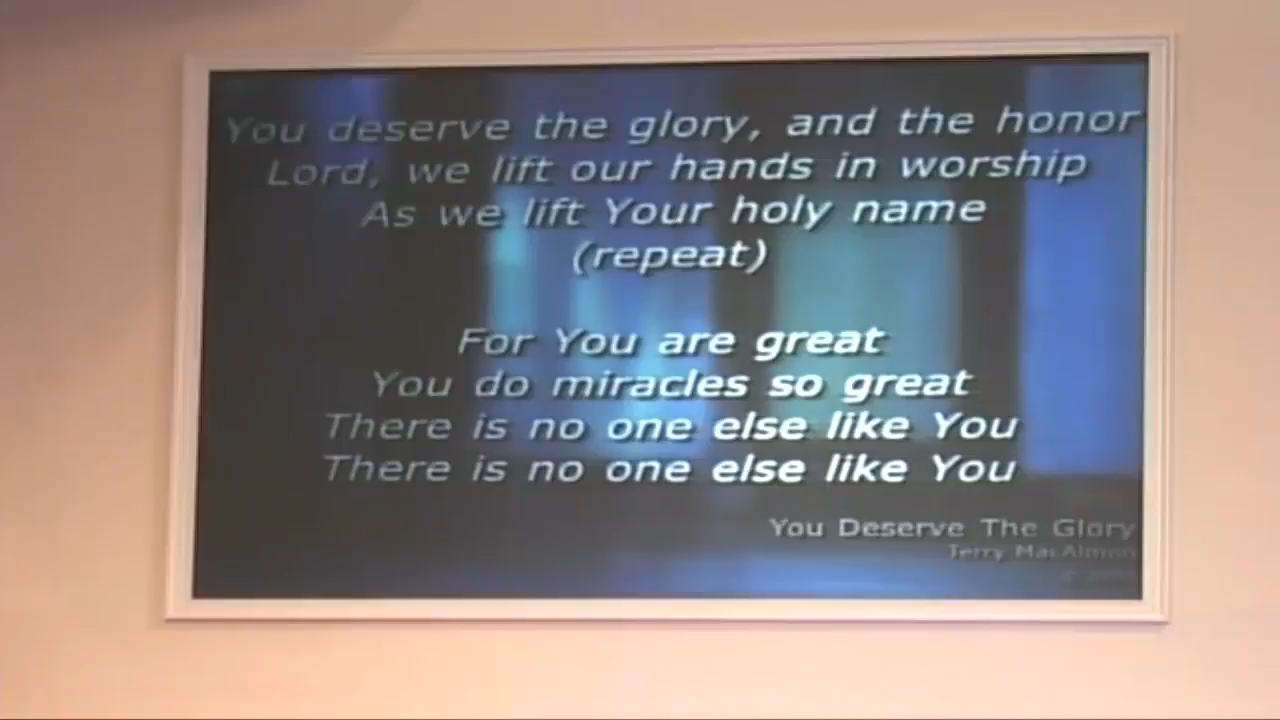 You deserve the glory, and the honor
Lord, we lift our hands in worship
As we lift Your holy name
(repeat)
For You are great
You do miracles so great
There is no one else like You
There is no one else like You
You Deserve The Glory
Terry MacAlmon
©